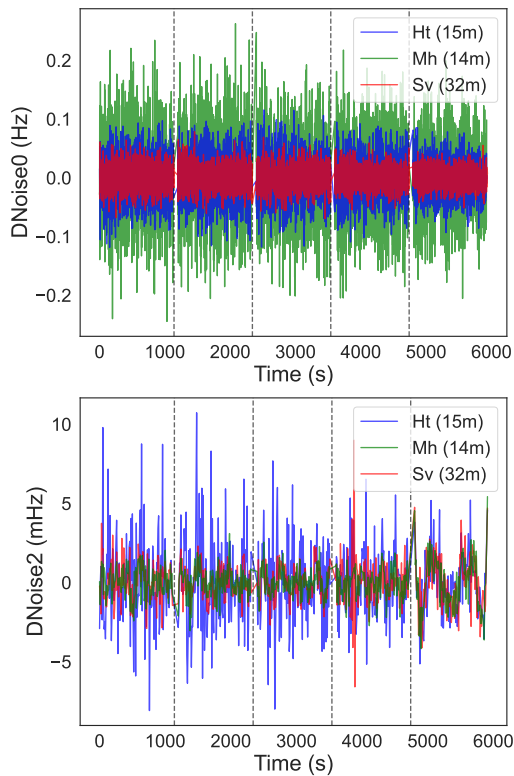 DNoise0 (Hz)
0.2
0.1
0.0
−0.1
−0.2
Ht (15m)
Mh (14m)
Sv (32m)
0 1000 2000 3000 4000 5000 6000
Time (s)
DNoise2 (mHz)
10
5
0
−5
Ht (15m)
Mh (14m)
Sv (32m)
0 1000 2000 3000 4000 5000 6000
Time (s)